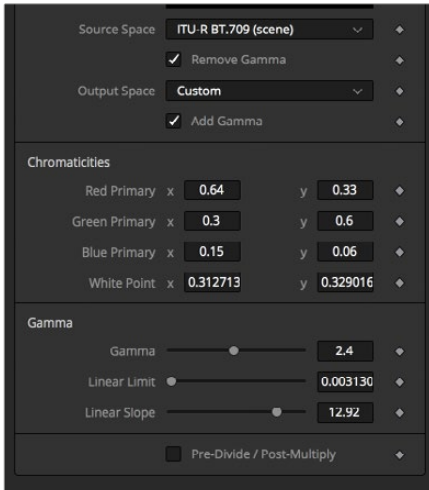 Source Space ITU-R BT.709 (scene)
Remove Gamma
Output Space Custom
Add Gamma
Chromaticities
Red Primary x 0.64 y 0.33
Green Primary x 0.3 y 0.6
Blue Primary x 0.15 y 0.06
White Point x 0.312713 y 0.329016
Gamma
Gamma 2.4
Linear Limit 0.003130
Linear Slope 12.92
Pre-Divide / Post-Multiply